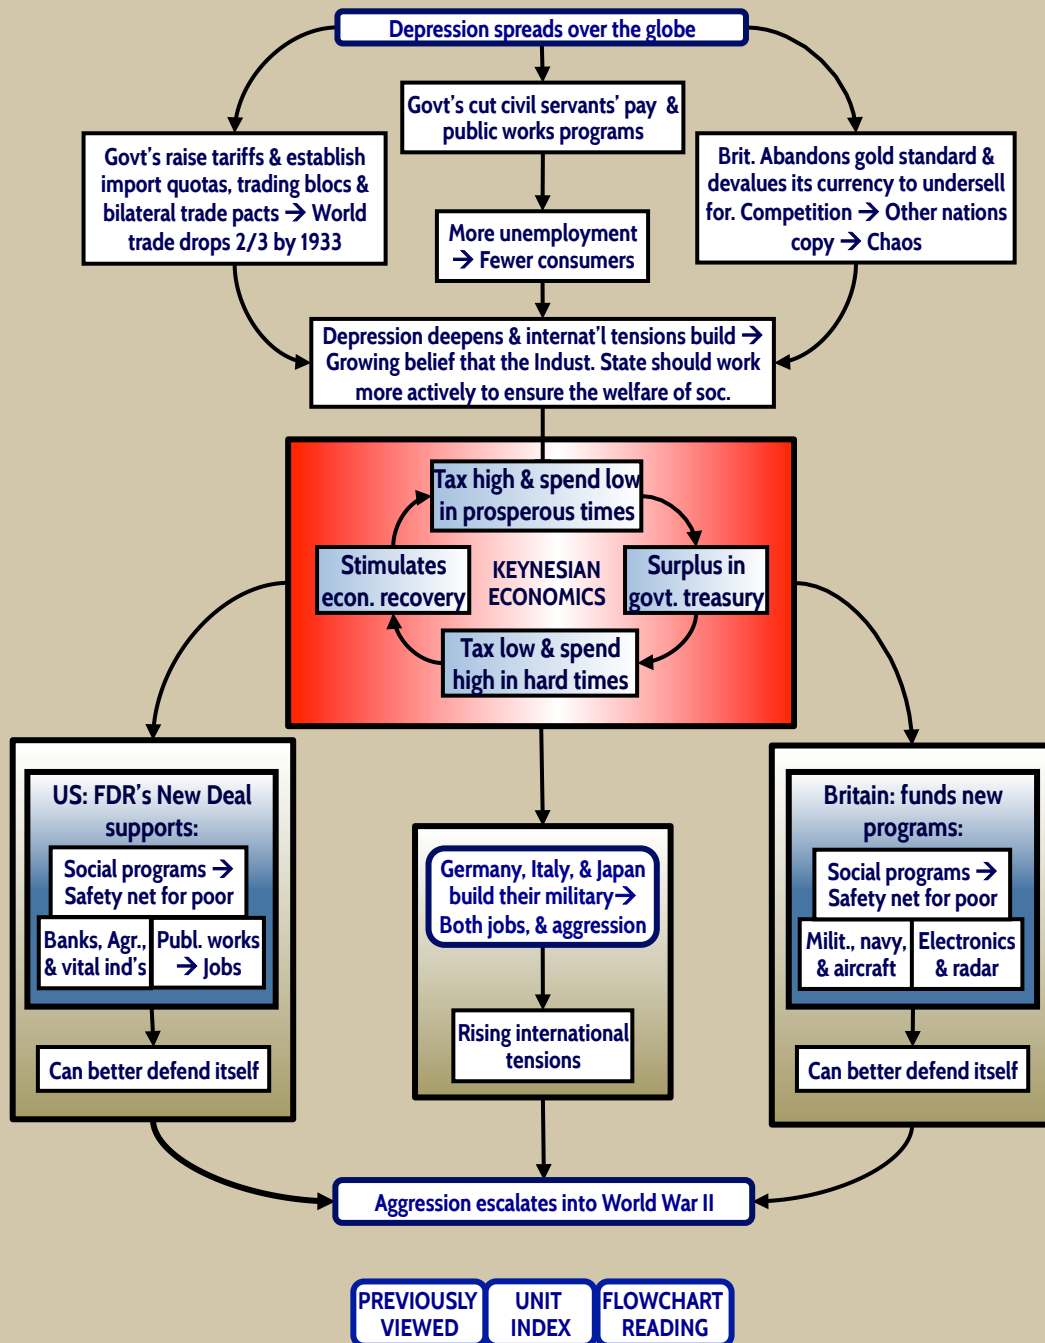 Depression spreads over the globe
Govt's cut civil servants' pay &
public works programs
Govt's raise tariffs & establish
import quotas, trading blocs &
bilateral trade pacts → World
trade drops 2/3 by 1933
Brit. Abandons gold standard &
devalues its currency to undersell
for. Competition → Other nations
copy → Chaos
More unemployment
→ Fewer consumers
Depression deepens & internat'l tensions build →
Growing belief that the Indust. State should work
more actively to ensure the welfare of soc.
Tax high & spend low
in prosperous times
Stimulates
econ. recovery
KEYNESIAN
ECONOMICS
Surplus in
govt. treasury
Tax low & spend
high in hard times
US: FDR's New Deal
supports:
Social programs →
Safety net for poor
Banks, Agr.,
& vital ind's
Publ. works
→ Jobs
Can better defend itself
Germany, Italy, & Japan
build their military→
Both jobs, & aggression
Rising international
tensions
Britain: funds new
programs:
Social programs →
Safety net for poor
Milit., navy,
& aircraft
Electronics
& radar
Can better defend itself
Aggression escalates into World War II
PREVIOUSLY
VIEWED
UNIT
INDEX
FLOWCHART
READING